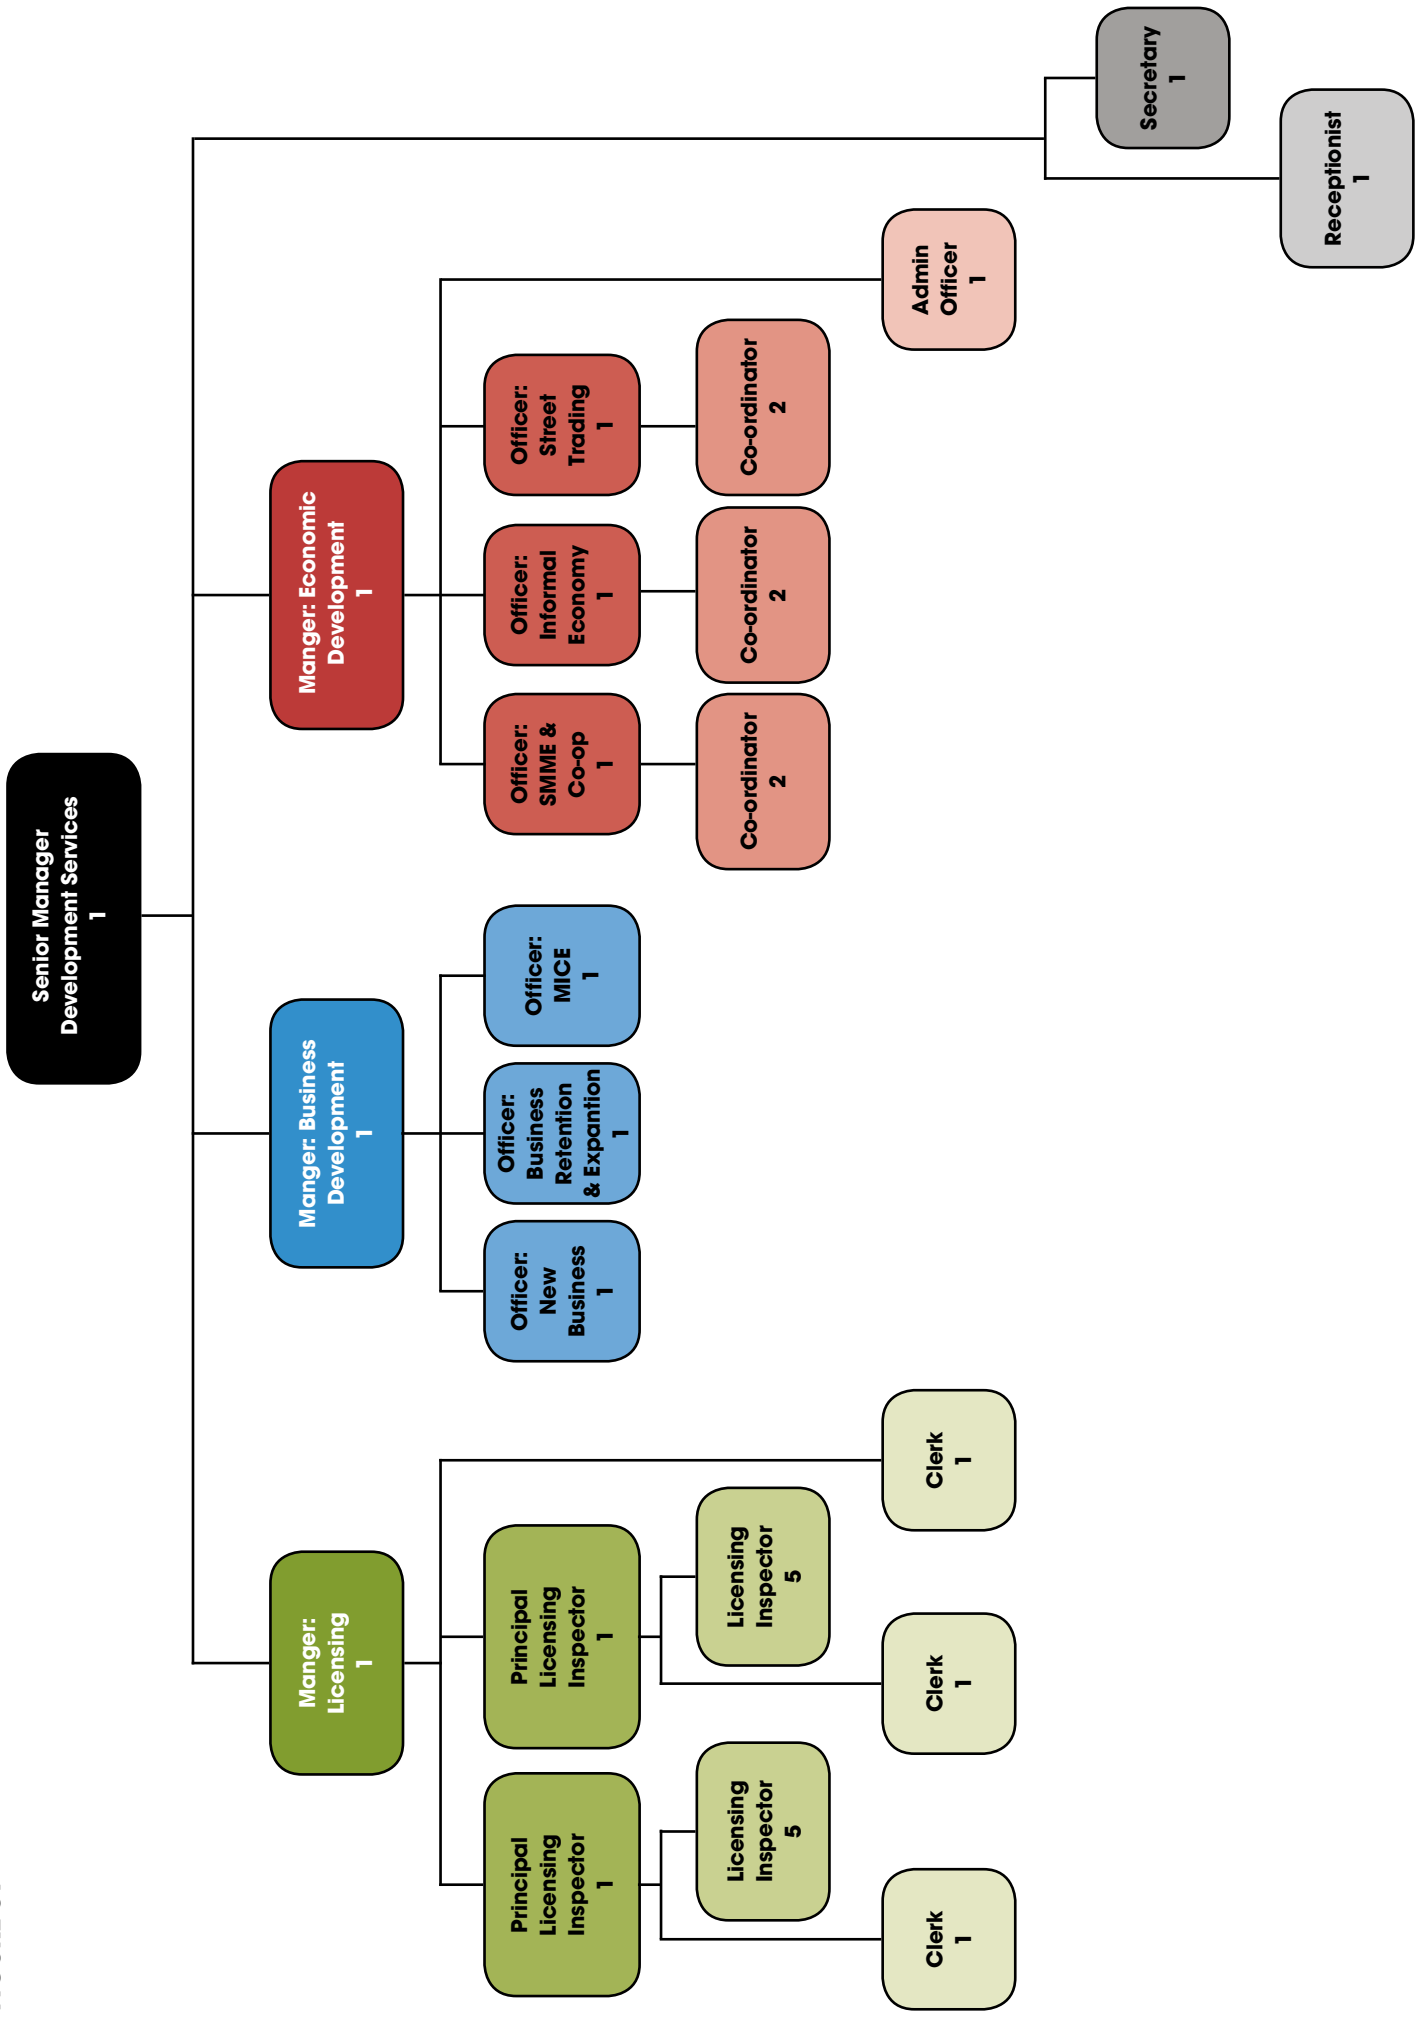 Senior Manager
Development Services
1
Manger:
Licensing
1
Manger: Business
Development
1
Manger: Economic
Development
1
Principal
Licensing
Inspector
1
Principal
Licensing
Inspector
1
Officer:
New
Business
1
Officer:
Business
Retention
& Expantion
1
Officer:
MICE
1
Officer:
SMME &
Co-op
1
Officer:
Informal
Economy
1
Officer:
Street
Trading
1
Licensing
Inspector
5
Licensing
Inspector
5
Co-ordinator
2
Co-ordinator
2
Co-ordinator
2
Clerk
1
Clerk
1
Clerk
1
Admin
Officer
1
Secretary
1
Receptionist
1